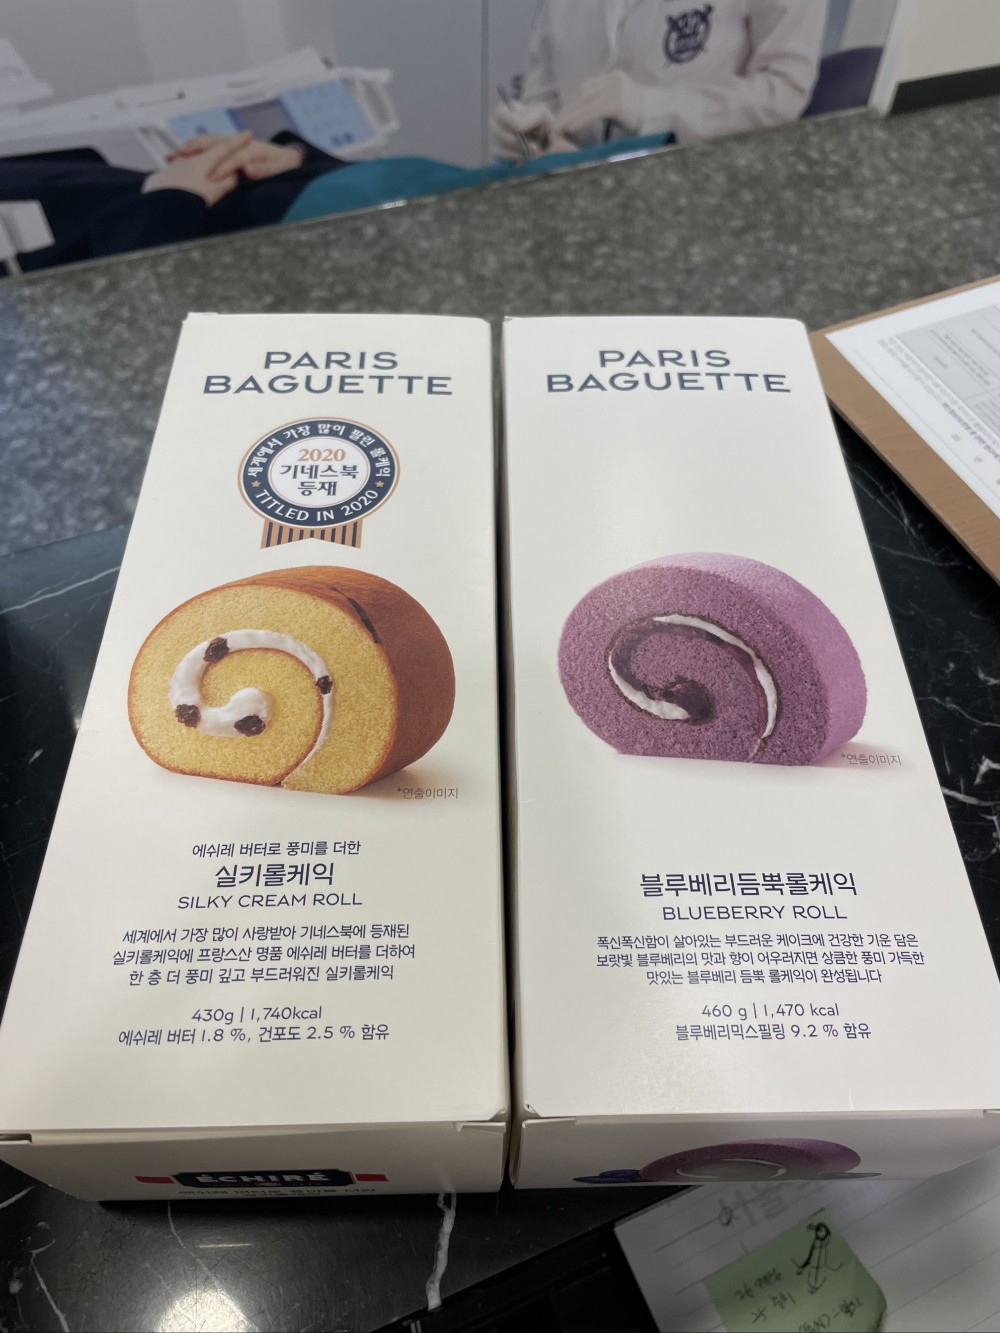 PARIS
BAGUETTE
세계에서 가장 많이 팔린 롤케익
2020
기네스북
등재
TITLED IN 2020
*연출이미지
에쉬레 버터로 풍미를 더한
실키롤케익
SILKY CREAM ROLL
세계에서 가장 많이 사랑받아 기네스북에 등재된
실키롤케익에 프랑스산 명품 에쉬레 버터를 더하여
한 층 더 풍미 깊고 부드러워진 실키롤케익
430g | 1,740kcal
에쉬레 버터 1.8 %, 건포도 2.5 % 함유
ÉCHIRÉ
에쉬레 버터로 풍미를 더한
PARIS
BAGUETTE
*연출이미지
블루베리듬뿍롤케익
BLUEBERRY ROLL
폭신폭신함이 살아있는 부드러운 케이크에 건강한 기운 담은
보랏빛 블루베리의 맛과 향이 어우러지면 상큼한 풍미 가득한
맛있는 블루베리 듬뿍 롤케익이 완성됩니다
460 g | 1,470 kcal
블루베리믹스필링 9.2 % 함유